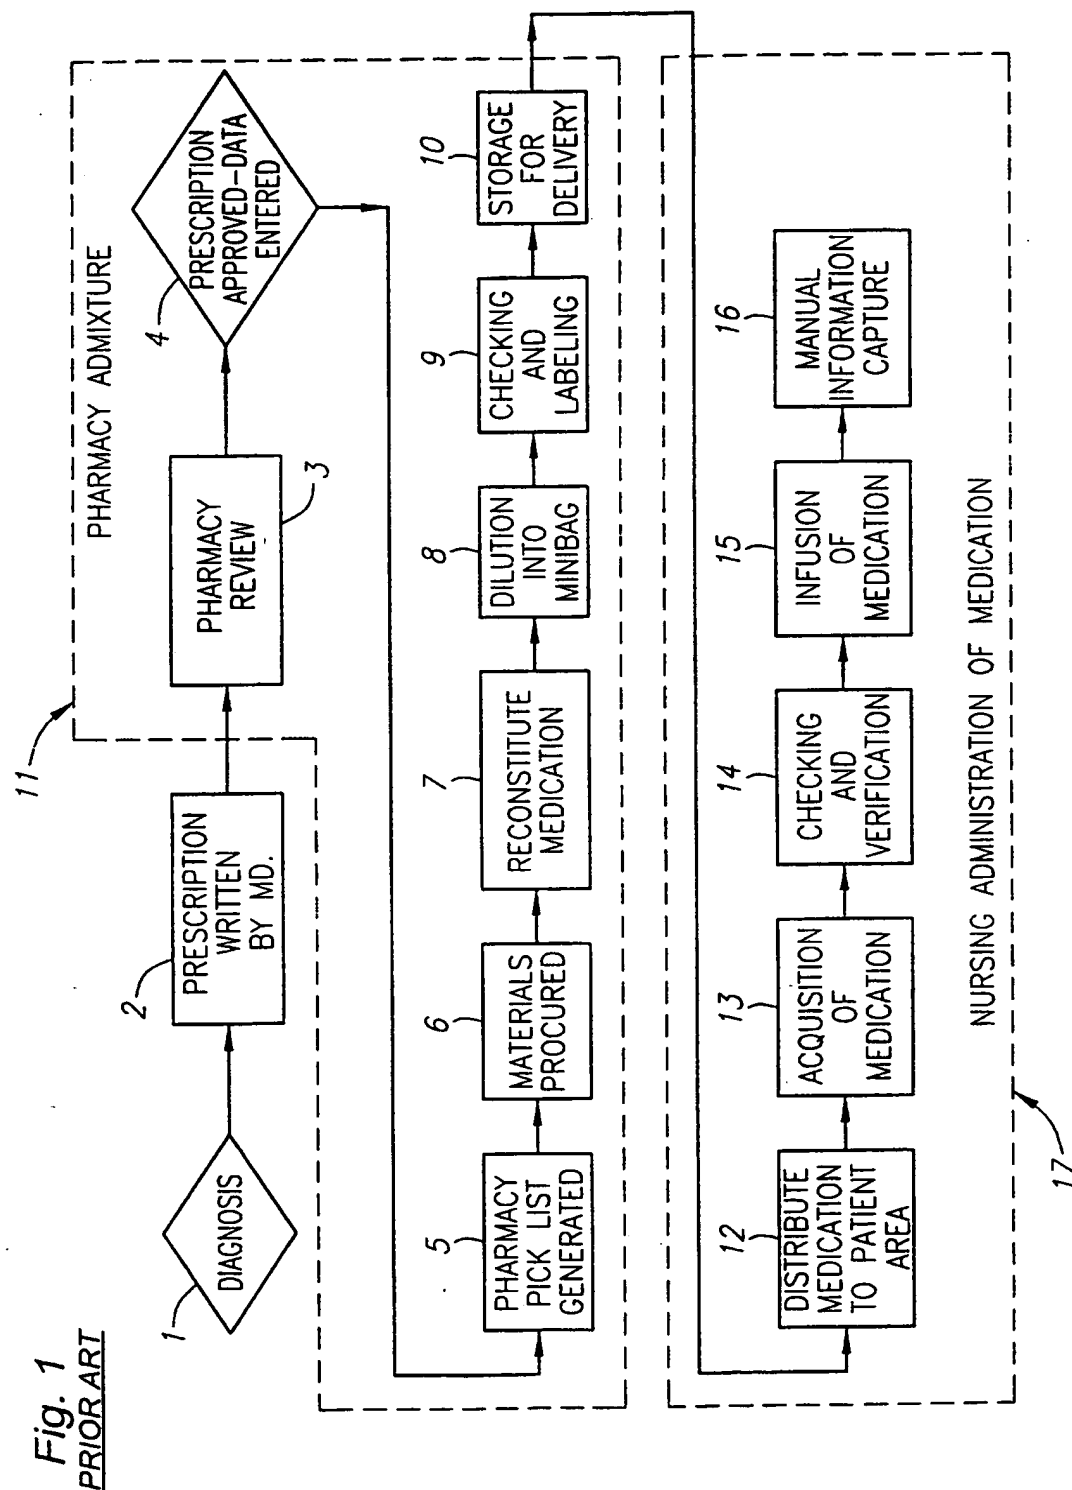 Fig. 1
PRIOR ART
11
PHARMACY ADMIXTURE
1
DIAGNOSIS
2
PRESCRIPTION
WRITTEN
BY MD.
3
PHARMACY
REVIEW
4
PRESCRIPTION
APPROVED-DATA
ENTERED
5
PHARMACY
PICK LIST
GENERATED
6
MATERIALS
PROCURED
7
RECONSTITUTE
MEDICATION
8
DILUTION
INTO
MINIBAG
9
CHECKING
AND
LABELING
10
STORAGE
FOR
DELIVERY
12
DISTRIBUTE
MEDICATION
TO PATIENT
AREA
13
ACQUISITION
OF
MEDICATION
14
CHECKING
AND
VERIFICATION
15
INFUSION
OF
MEDICATION
16
MANUAL
INFORMATION
CAPTURE
NURSING ADMINISTRATION OF MEDICATION
17